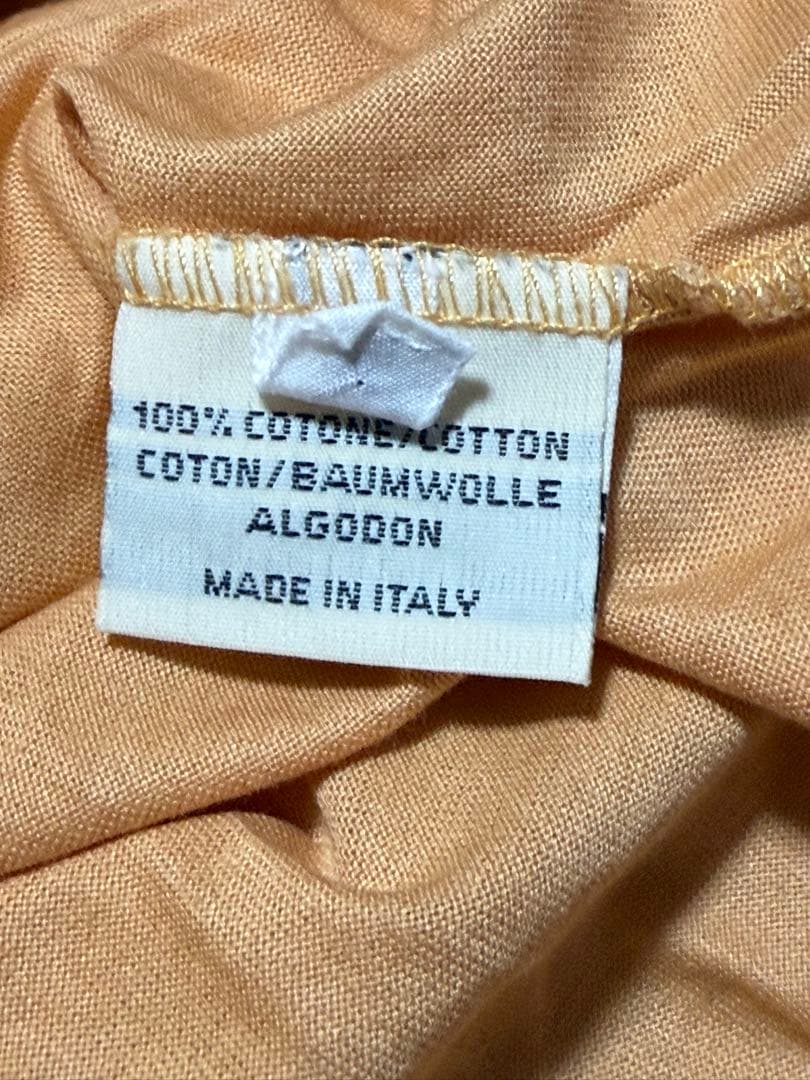 100% COTONE/COTTON
COTON/BAUMWOLLE
ALGODON
MADE IN ITALY